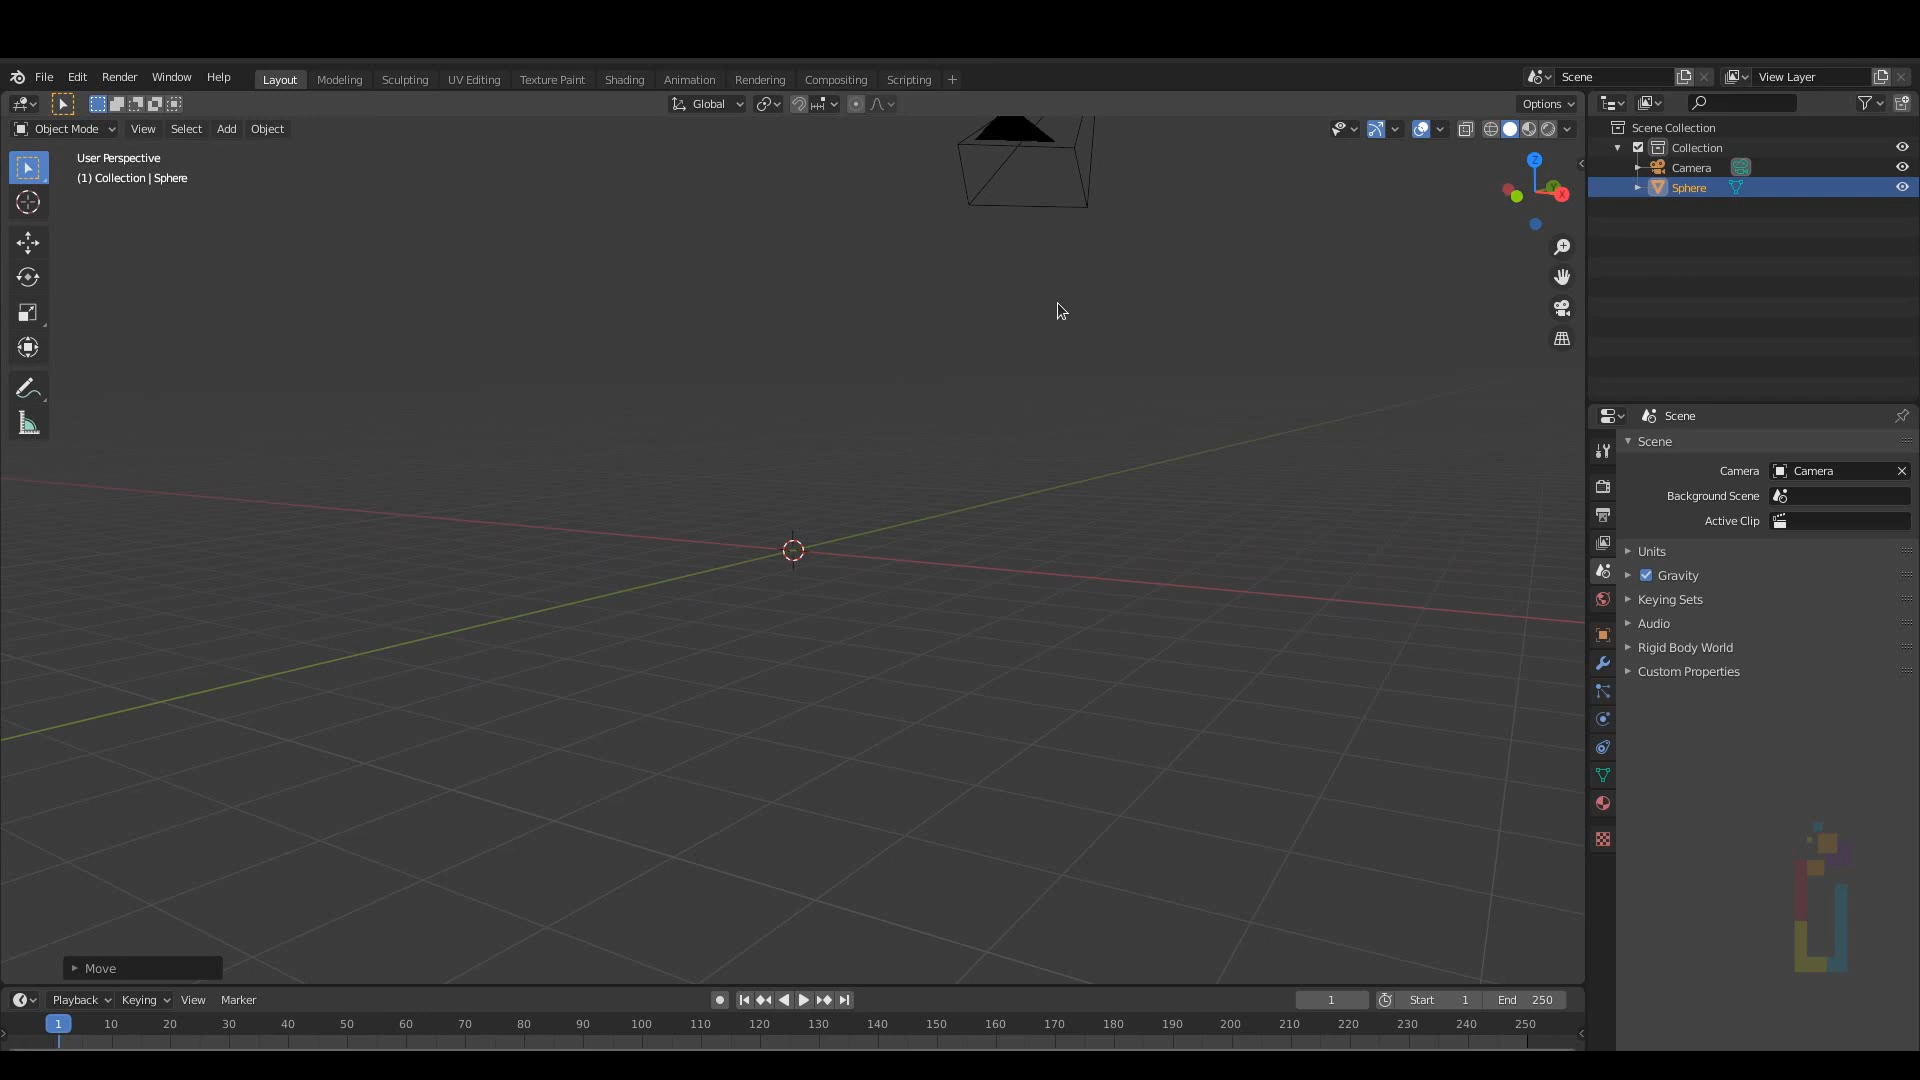 File Edit Render Window Help Layout Modeling Sculpting UV Editing Texture Paint Shading Animation Rendering Compositing Scripting + Scene View Layer
Global Options
Object Mode View Select Add Object
User Perspective
(1) Collection | Sphere
Z
Y
X
Scene Collection
Collection
Camera
Sphere
Scene
Scene
Camera Camera
Background Scene
Active Clip
Units
Gravity
Keying Sets
Audio
Rigid Body World
Custom Properties
Move
Playback Keying View Marker 1 Start 1 End 250
1 10 20 30 40 50 60 70 80 90 100 110 120 130 140 150 160 170 180 190 200 210 220 230 240 250